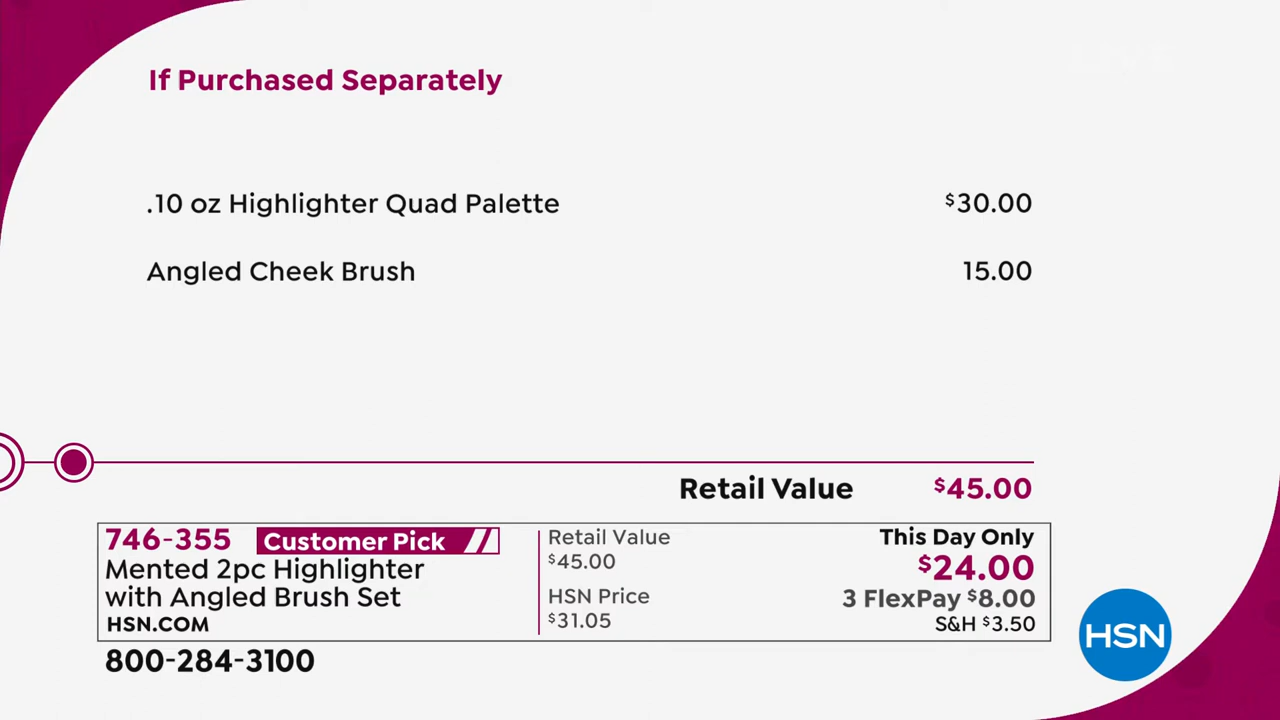 If Purchased Separately
.10 oz Highlighter Quad Palette $30.00
Angled Cheek Brush 15.00
Retail Value $45.00
746-355 Customer Pick
Mented 2pc Highlighter
with Angled Brush Set
HSN.COM
Retail Value
$45.00
HSN Price
$31.05
This Day Only
$24.00
3 FlexPay $8.00
S&H $3.50
800-284-3100
HSN